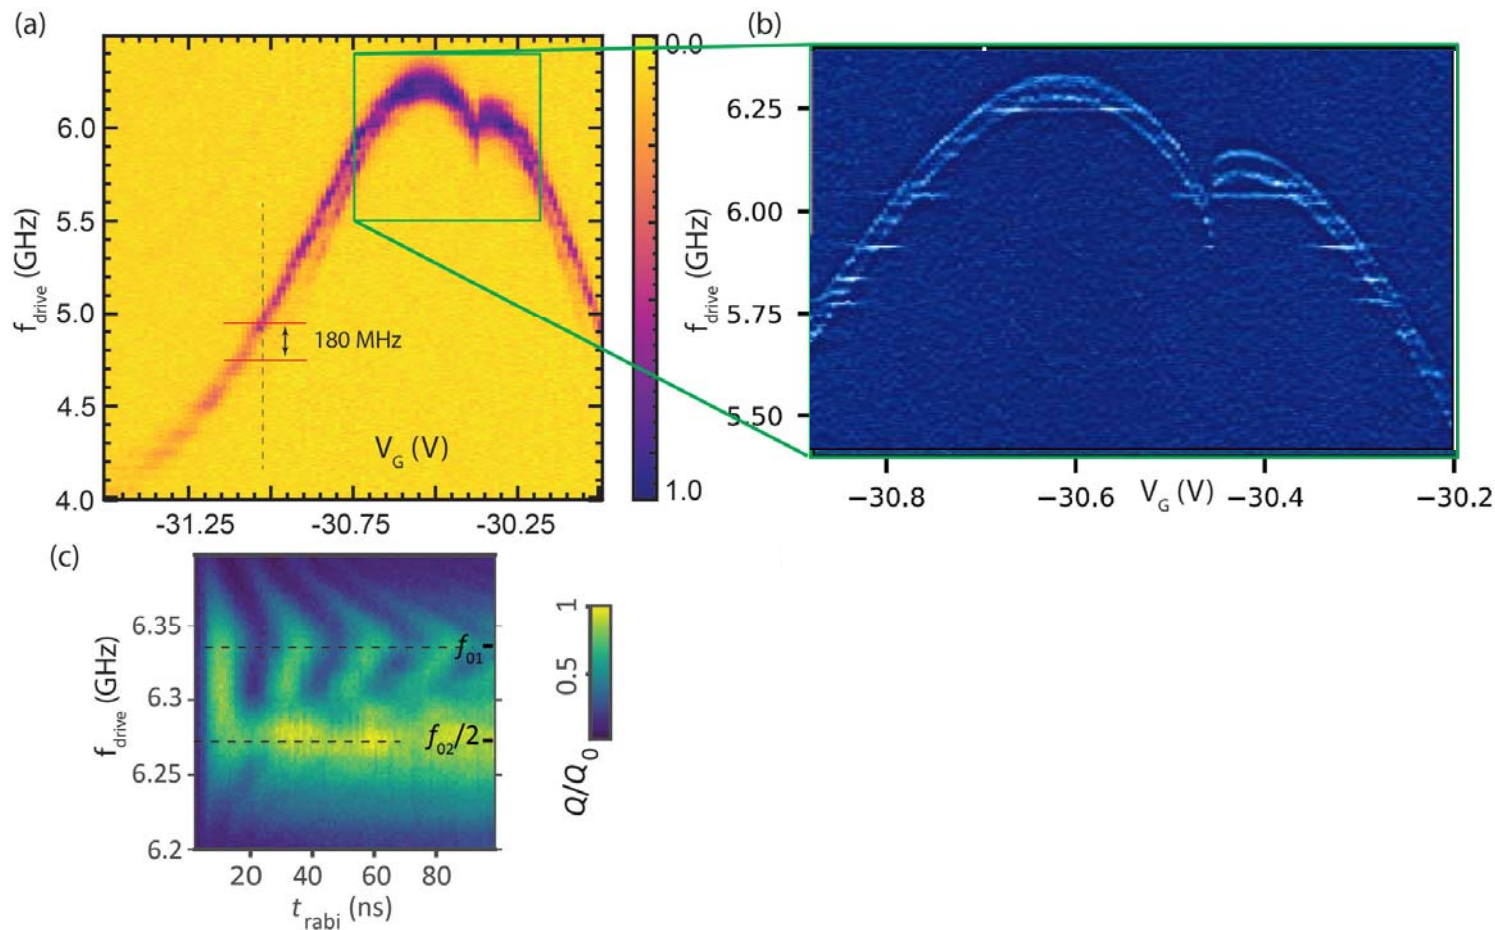 (a)
0.0
6.0
5.5
f_drive (GHz)
5.0
180 MHz
4.5
V_G (V)
4.0
1.0
-31.25 -30.75 -30.25
(b)
6.25
6.00
f_drive (GHz)
5.75
5.50
−30.8 −30.6 V_G (V) −30.4 −30.2
(c)
6.35
f_01
f_drive (GHz)
6.3
f_02/2
6.25
6.2
20 40 60 80
t_rabi (ns)
1
0.5
0
Q/Q_0